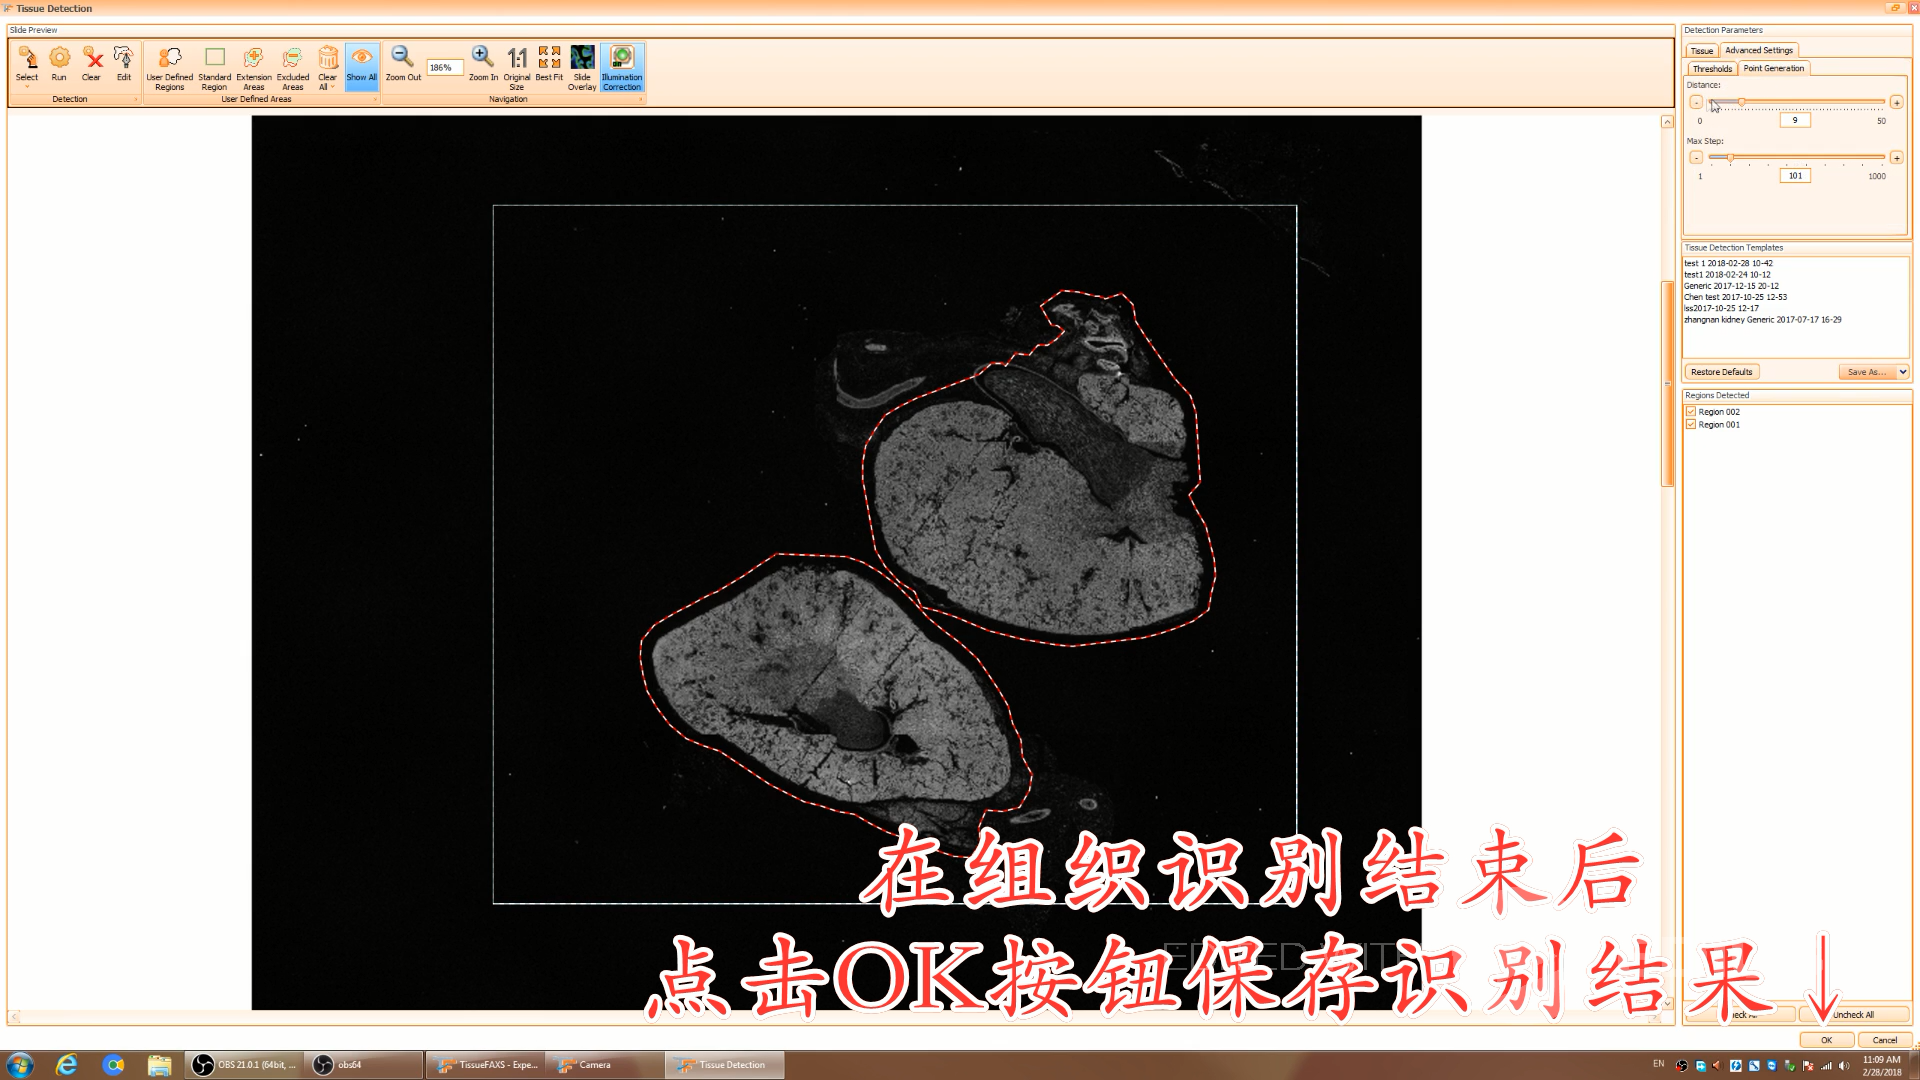 Tissue Detection
Slide Preview
Select
Run
Clear
Edit
Detection
User Defined Regions
Standard Region
Extension Areas
Excluded Areas
Clear All
User Defined Areas
Show All
Zoom Out
186%
Zoom In
1:1
Original Size
Best Fit
Slide Overlay
Illumination Correction
Navigation
Detection Parameters
Tissue
Advanced Settings
Thresholds
Point Generation
Distance:
-
+
0
9
50
Max Step:
-
+
1
101
1000
Tissue Detection Templates
test 1 2018-02-28 10-42
test1 2018-02-24 10-12
Generic 2017-12-15 20-12
Chen test 2017-10-25 12-53
lss2017-10-25 12-17
zhangnan kidney Generic 2017-07-17 16-29
Restore Defaults
Save As...
Regions Detected
Region 002
Region 001
在组织识别结束后
点击OK按钮保存识别结果↓
Uncheck All
OK
Cancel
OBS 21.0.1 (64bit, ...
obs64
TissueFAXS - Expe...
Camera
Tissue Detection
EN
11:09 AM
2/28/2018